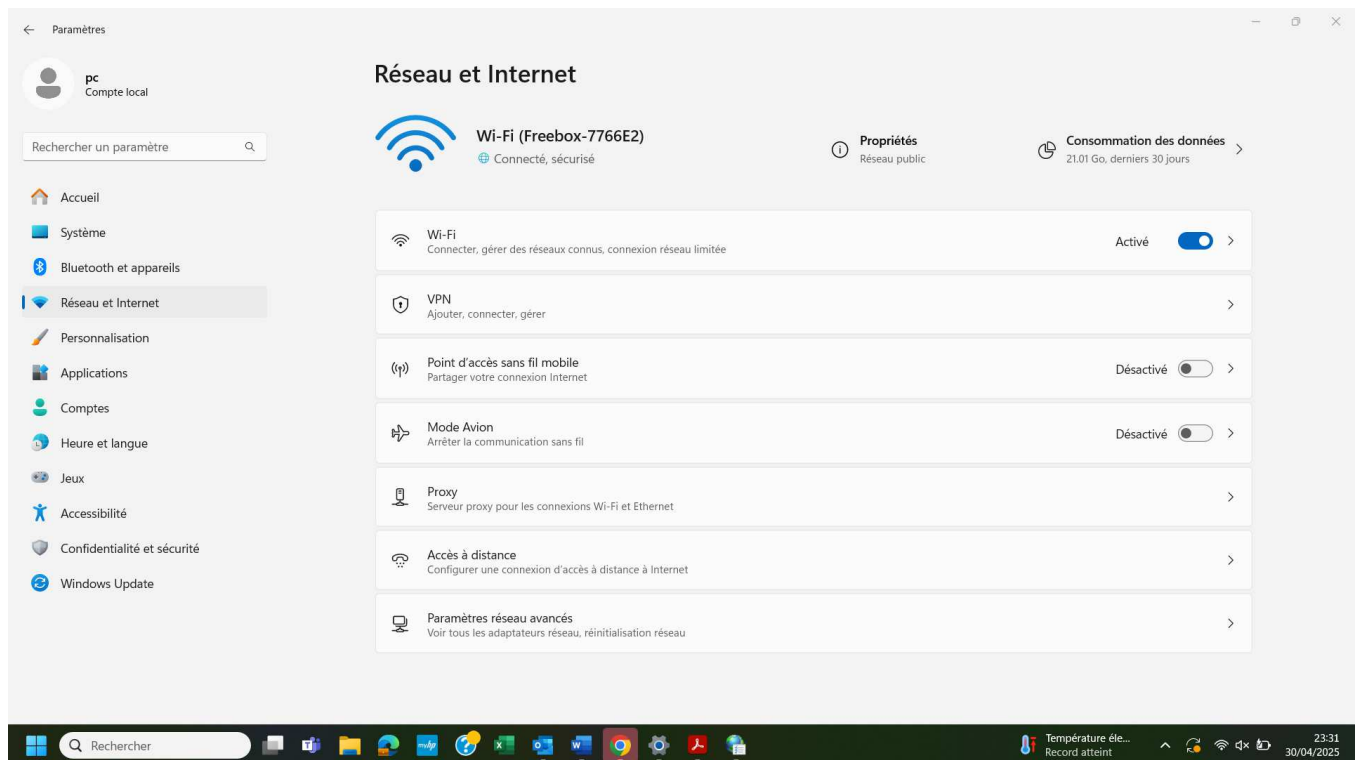 Paramètres
pc
Compte local
Rechercher un paramètre
Accueil
Système
Bluetooth et appareils
Réseau et Internet
Personnalisation
Applications
Comptes
Heure et langue
Jeux
Accessibilité
Confidentialité et sécurité
Windows Update
Réseau et Internet
Wi-Fi (Freebox-7766E2)
Connecté, sécurisé
Propriétés
Réseau public
Consommation des données
21.01 Go, derniers 30 jours
Wi-Fi
Connecter, gérer des réseaux connus, connexion réseau limitée
Activé
VPN
Ajouter, connecter, gérer
Point d'accès sans fil mobile
Partager votre connexion Internet
Désactivé
Mode Avion
Arrêter la communication sans fil
Désactivé
Proxy
Serveur proxy pour les connexions Wi-Fi et Ethernet
Accès à distance
Configurer une connexion d'accès à distance à Internet
Paramètres réseau avancés
Voir tous les adaptateurs réseau, réinitialisation réseau
Rechercher
Température éle...
Record atteint
23:31
30/04/2025